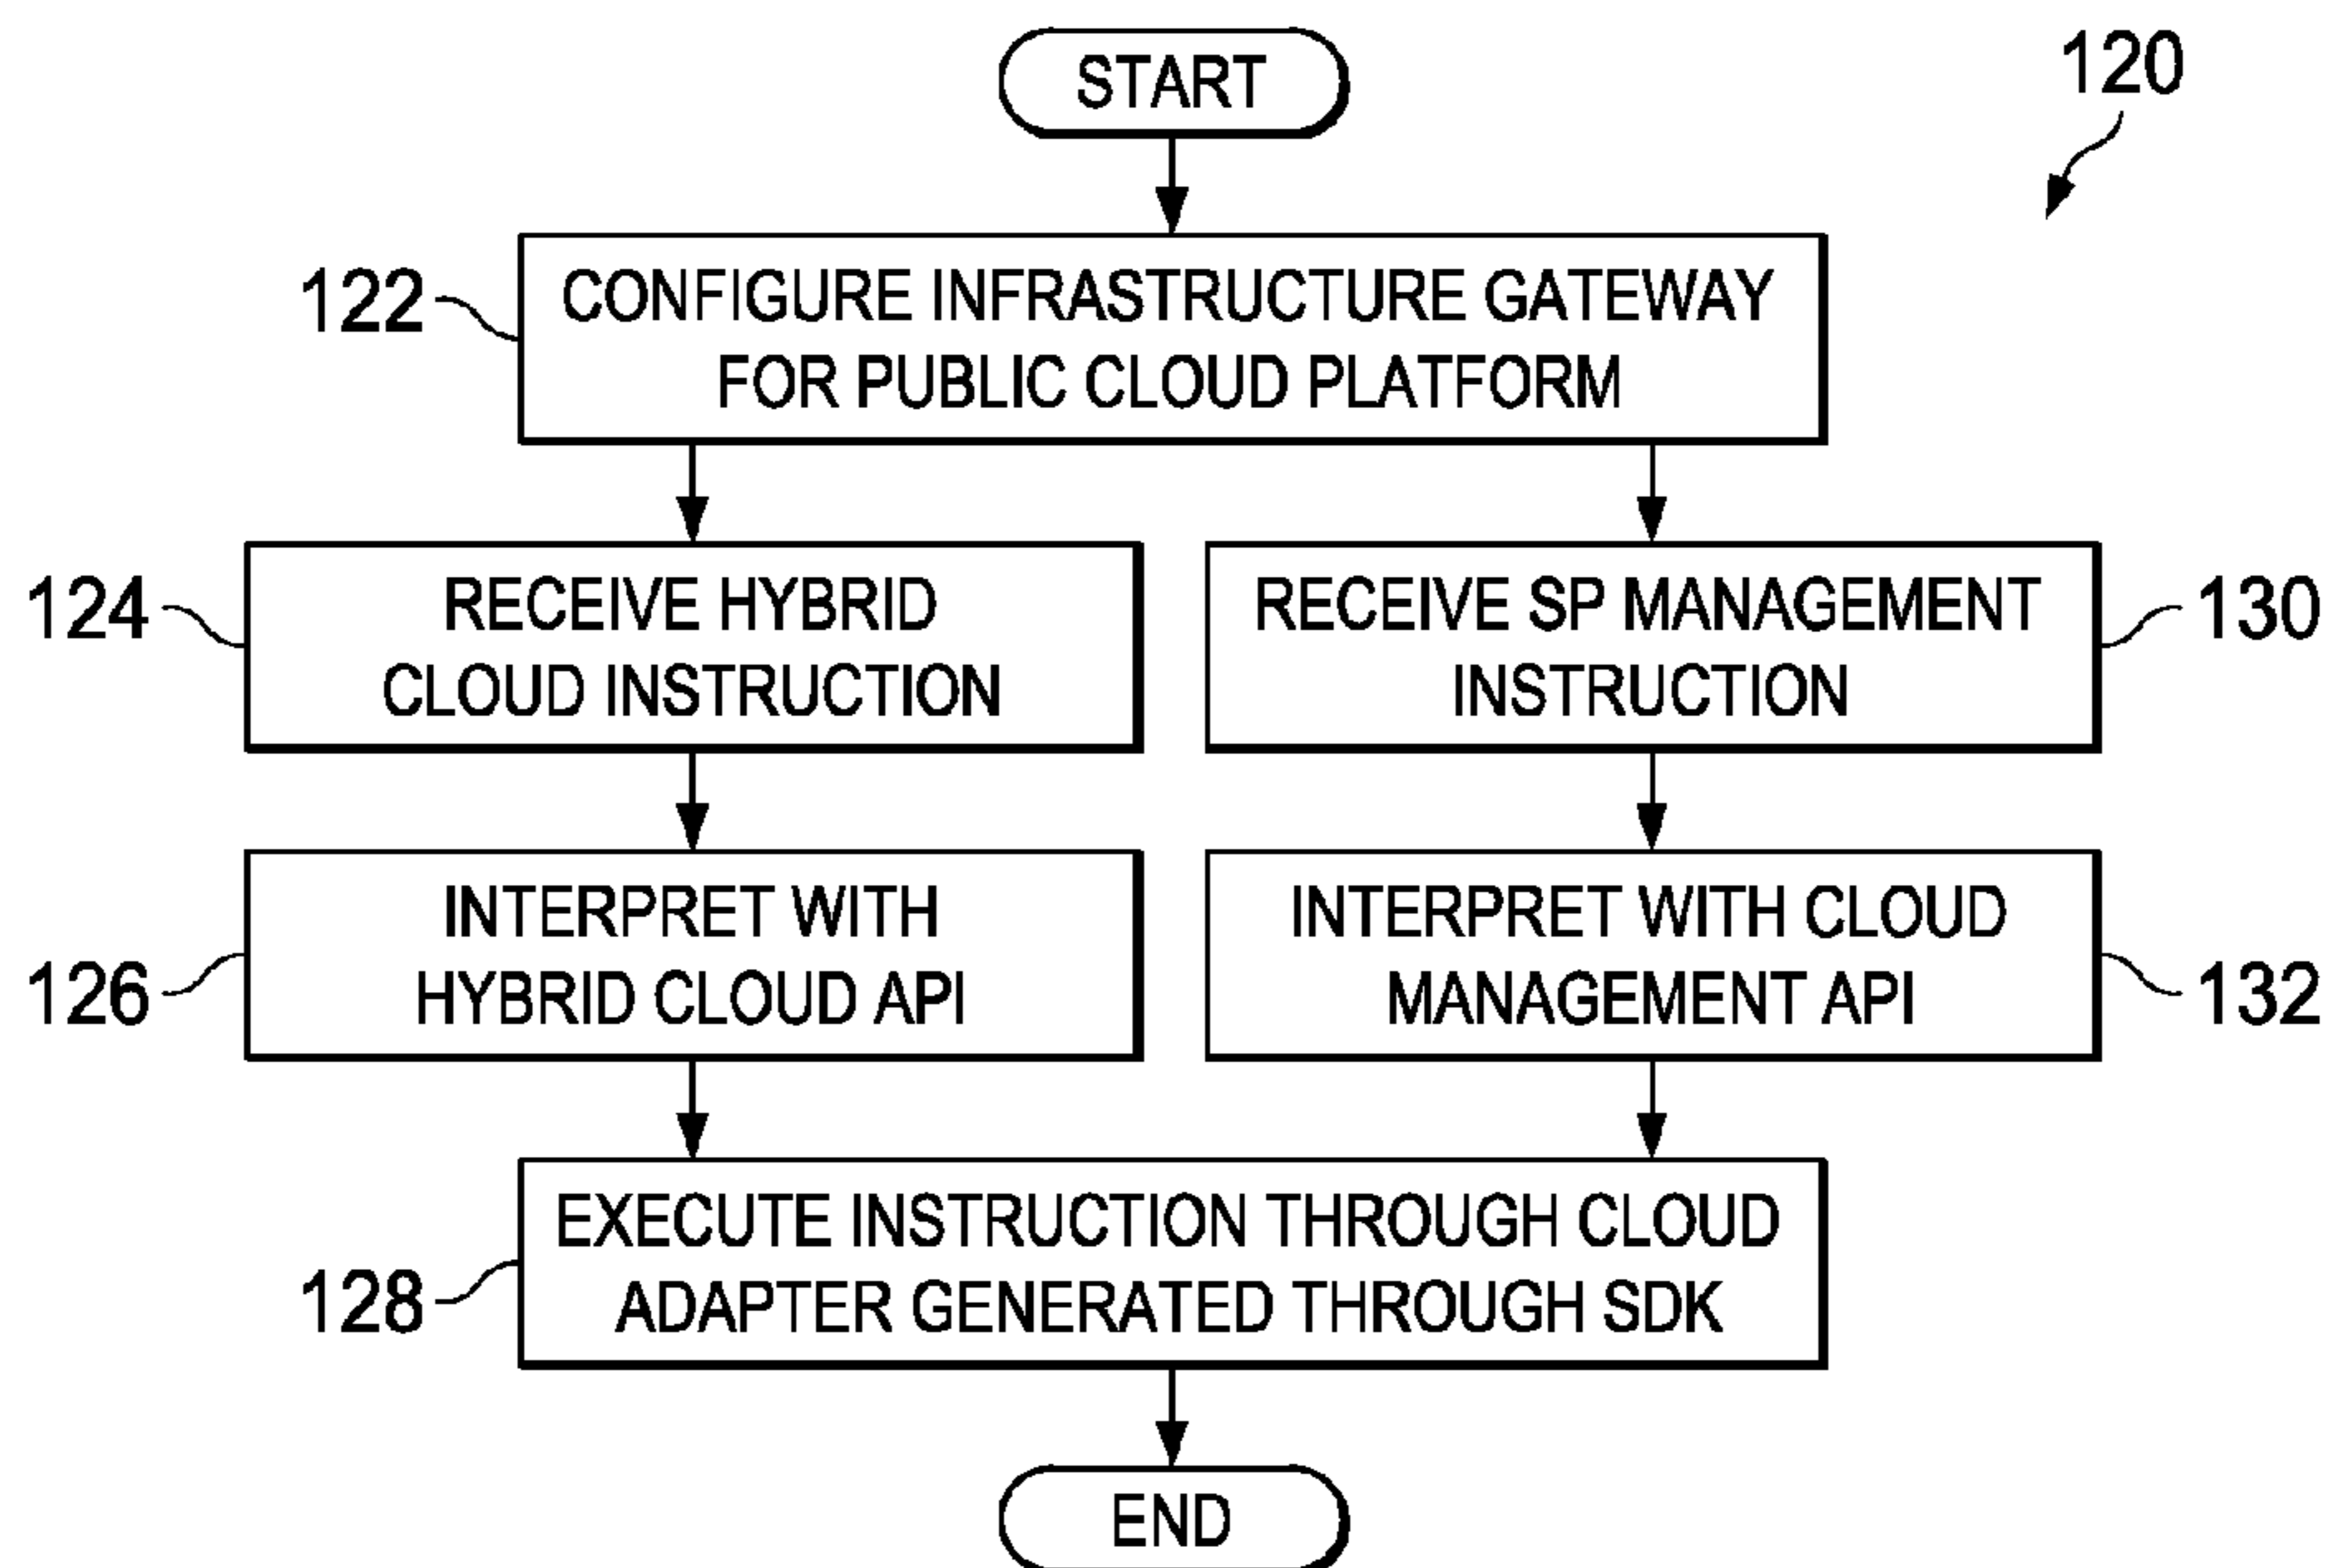 START
120
122
CONFIGURE INFRASTRUCTURE GATEWAY
FOR PUBLIC CLOUD PLATFORM
124
RECEIVE HYBRID
CLOUD INSTRUCTION
RECEIVE SP MANAGEMENT
INSTRUCTION
130
126
INTERPRET WITH
HYBRID CLOUD API
INTERPRET WITH CLOUD
MANAGEMENT API
132
128
EXECUTE INSTRUCTION THROUGH CLOUD
ADAPTER GENERATED THROUGH SDK
END